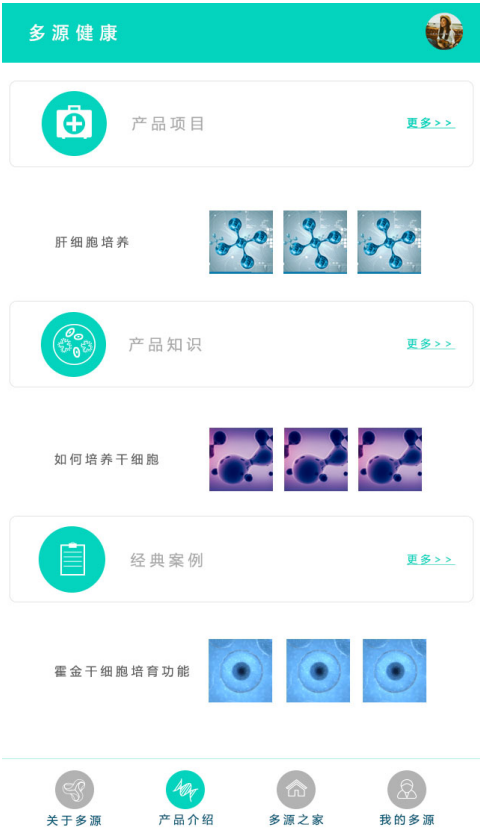 多源健康
产品项目
更多>>
肝细胞培养
产品知识
更多>>
如何培养干细胞
经典案例
更多>>
霍金干细胞培育功能
关于多源
产品介绍
多源之家
我的多源